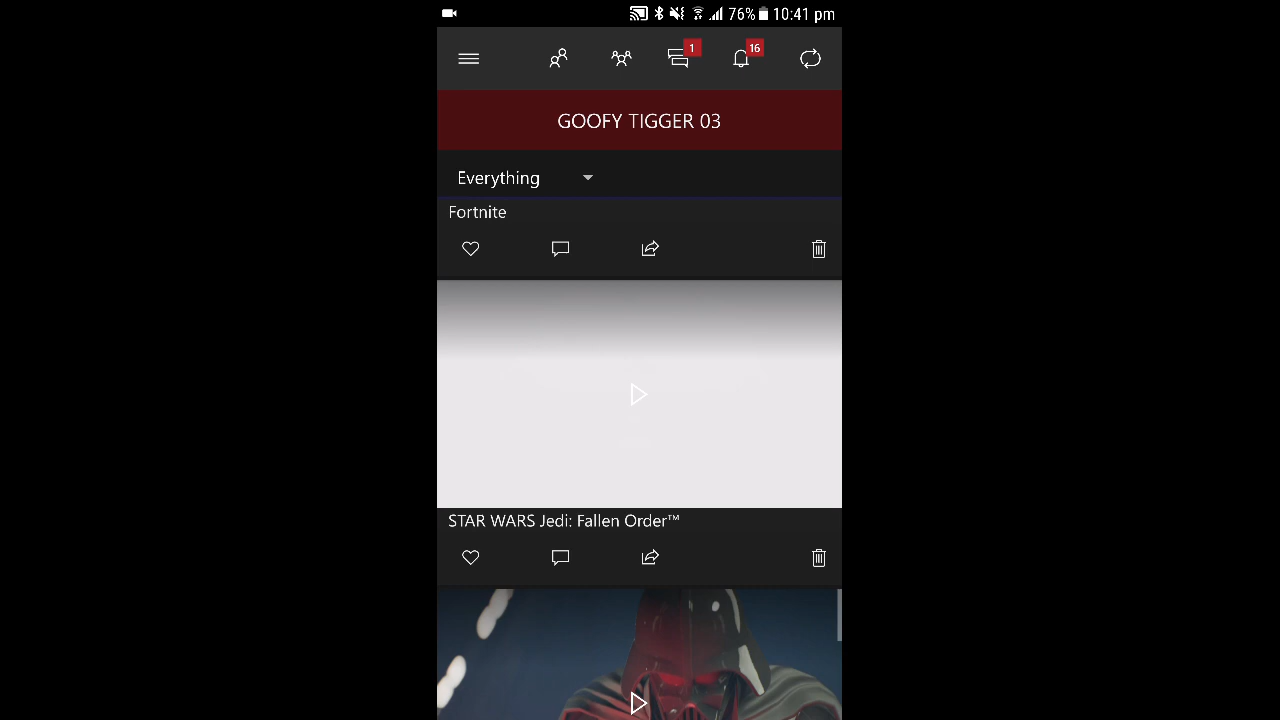 76% 10:41 pm
1
16
GOOFY TIGGER 03
Everything
Fortnite
STAR WARS Jedi: Fallen Order™